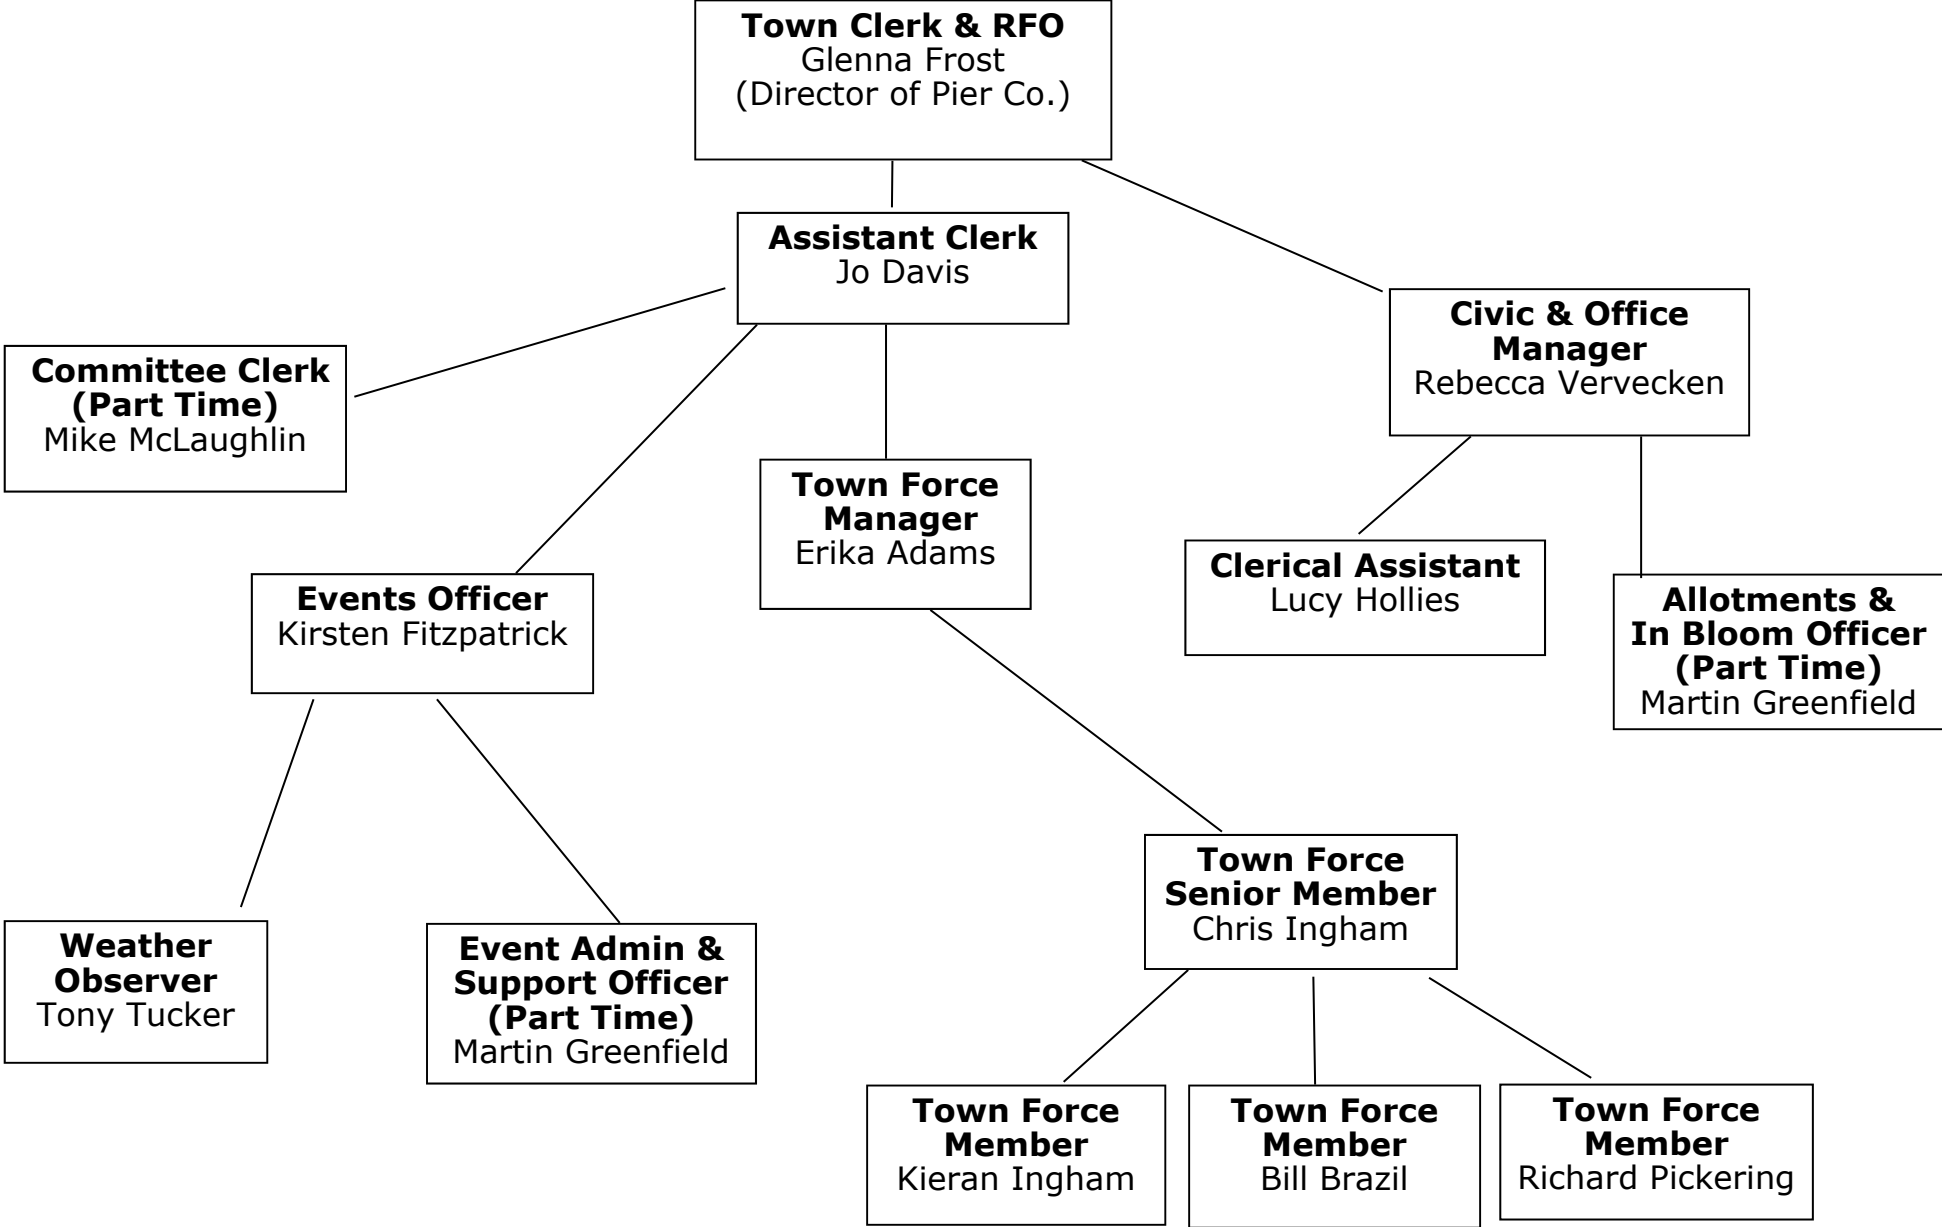 Town Clerk & RFO
Glenna Frost
(Director of Pier Co.)
Assistant Clerk
Jo Davis
Civic & Office
Manager
Rebecca Vervecken
Committee Clerk
(Part Time)
Mike McLaughlin
Town Force
Manager
Erika Adams
Clerical Assistant
Lucy Hollies
Events Officer
Kirsten Fitzpatrick
Allotments &
In Bloom Officer
(Part Time)
Martin Greenfield
Town Force
Senior Member
Chris Ingham
Weather
Observer
Tony Tucker
Event Admin &
Support Officer
(Part Time)
Martin Greenfield
Town Force
Member
Kieran Ingham
Town Force
Member
Bill Brazil
Town Force
Member
Richard Pickering